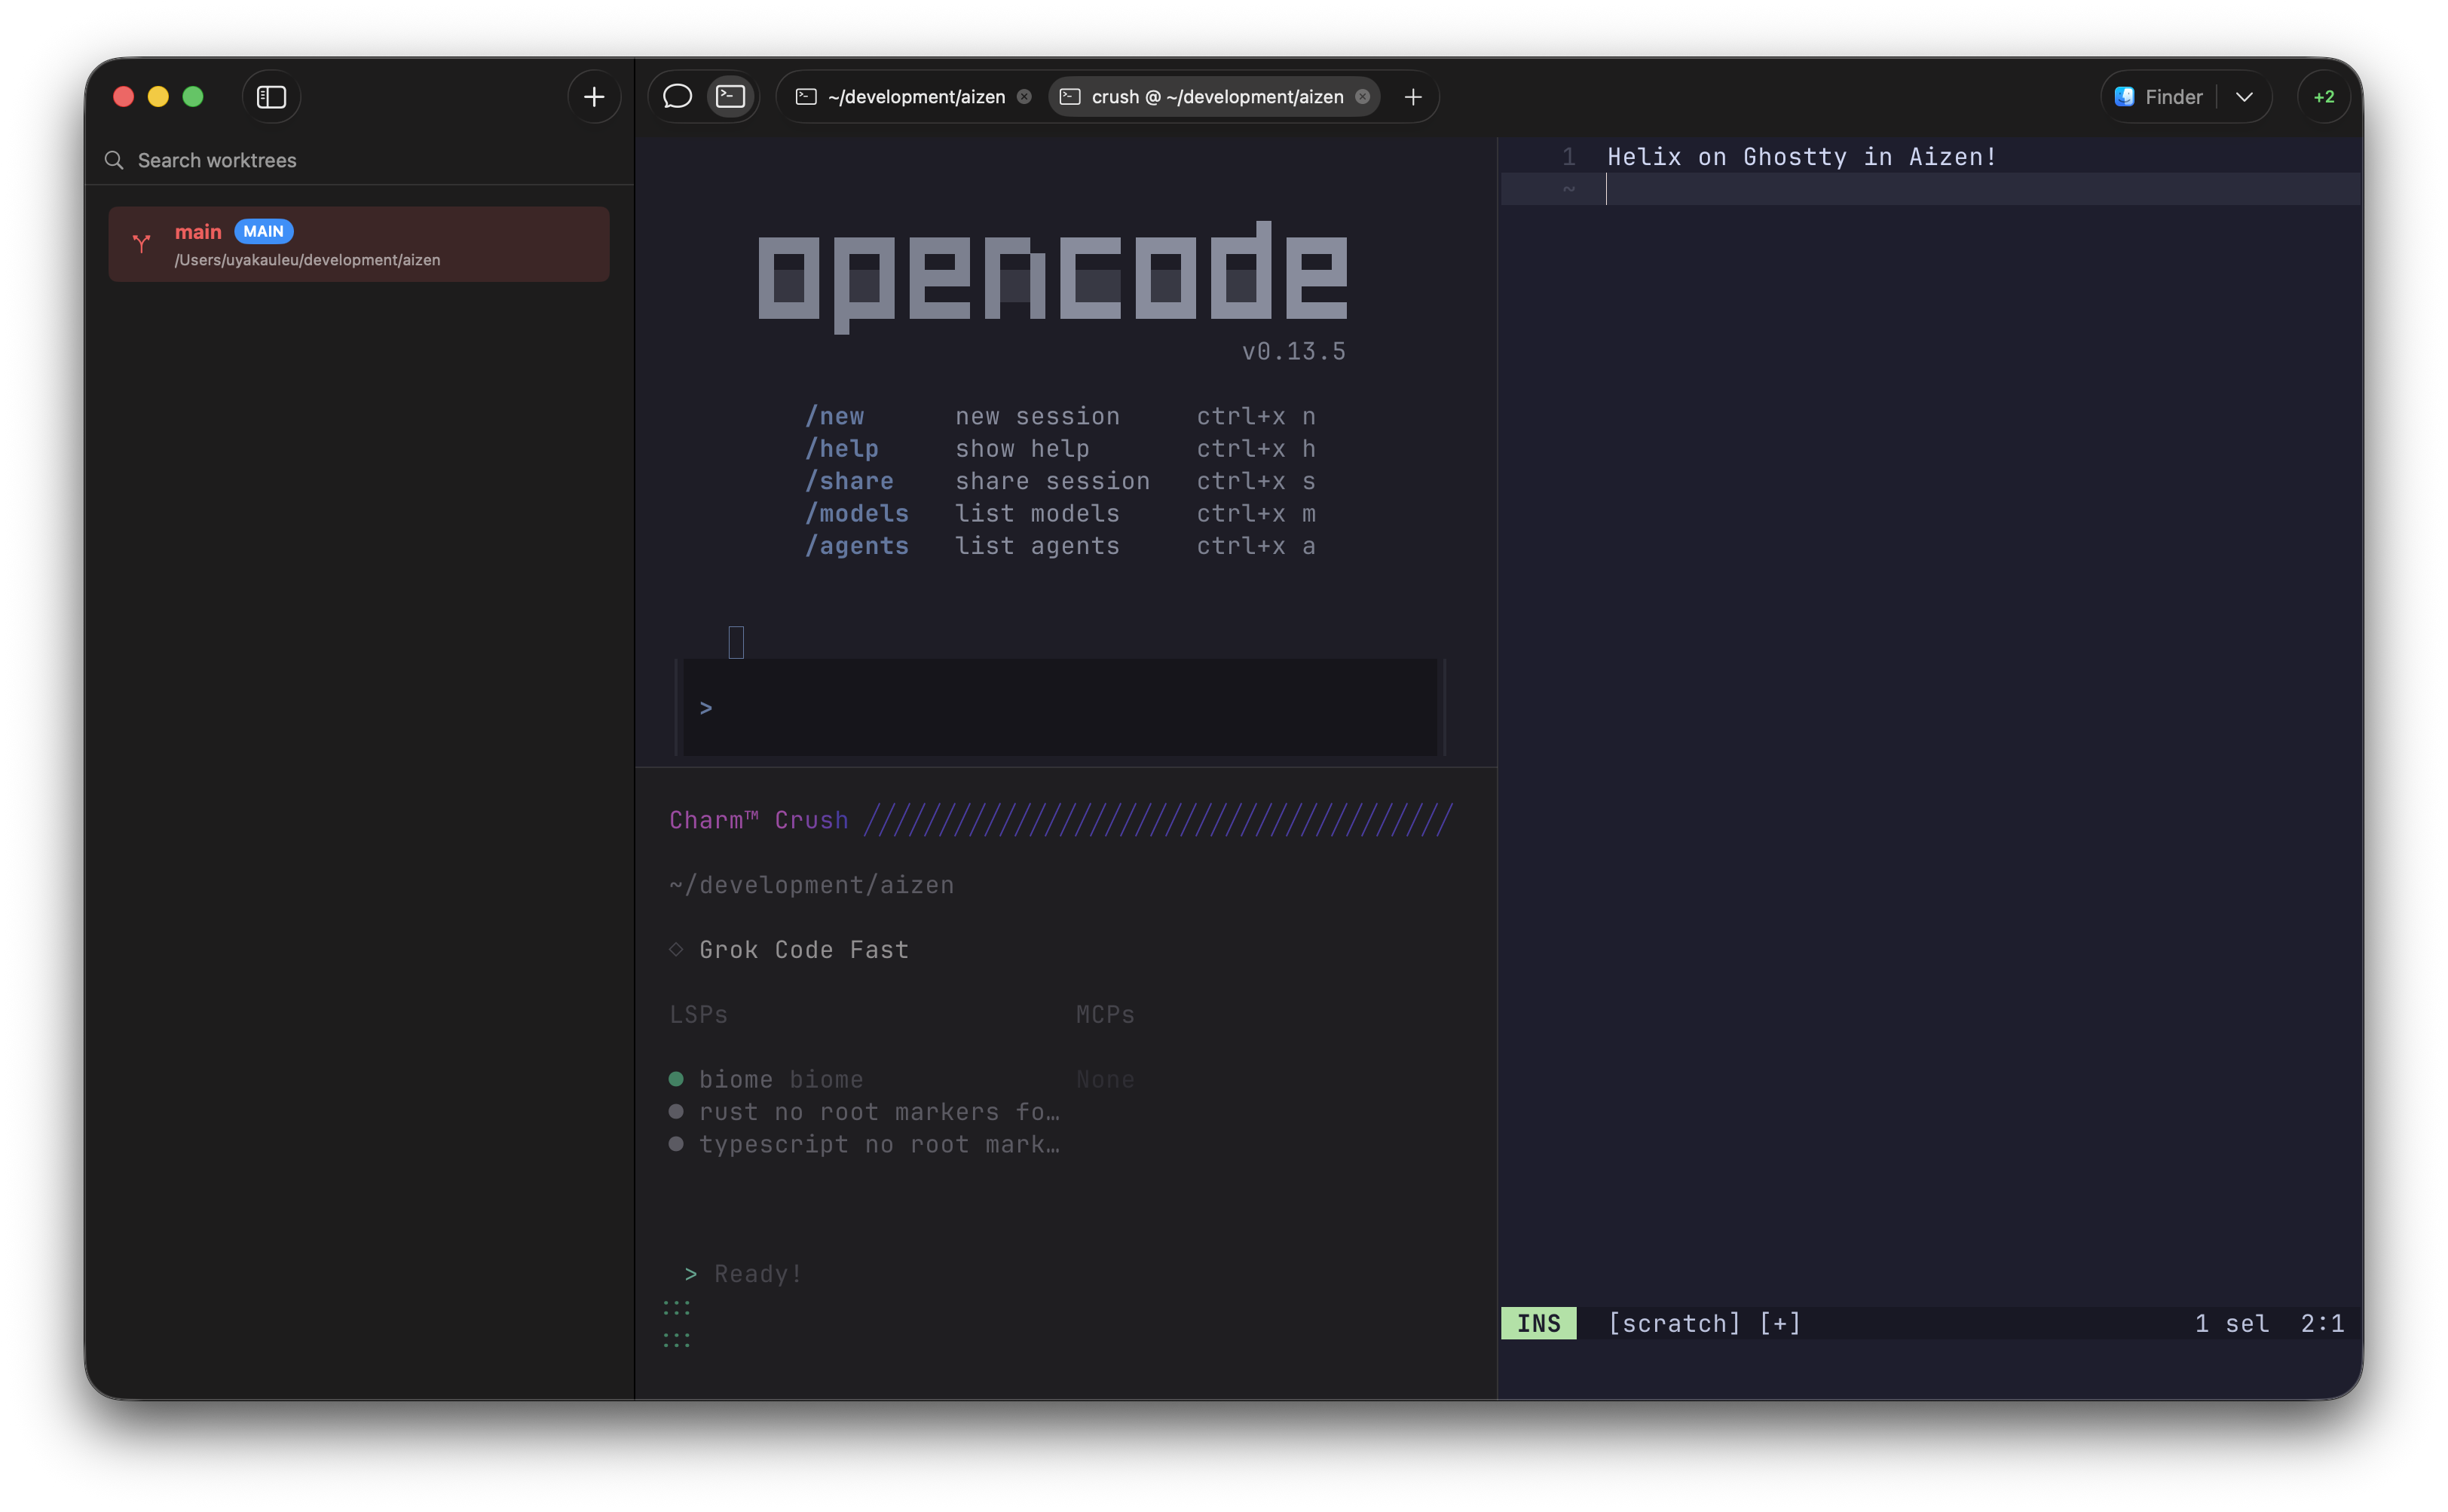 ~/development/aizen
crush @ ~/development/aizen
Finder
+2
Search worktrees
main MAIN
/Users/uyakauleu/development/aizen
opencode
v0.13.5
/new new session ctrl+x n
/help show help ctrl+x h
/share share session ctrl+x s
/models list models ctrl+x m
/agents list agents ctrl+x a
>
Charm™ Crush
~/development/aizen
◇ Grok Code Fast
LSPs MCPs
● biome biome None
● rust no root markers fo…
● typescript no root mark…
> Ready!
:::
:::
1 Helix on Ghostty in Aizen!
~
INS [scratch] [+] 1 sel 2:1